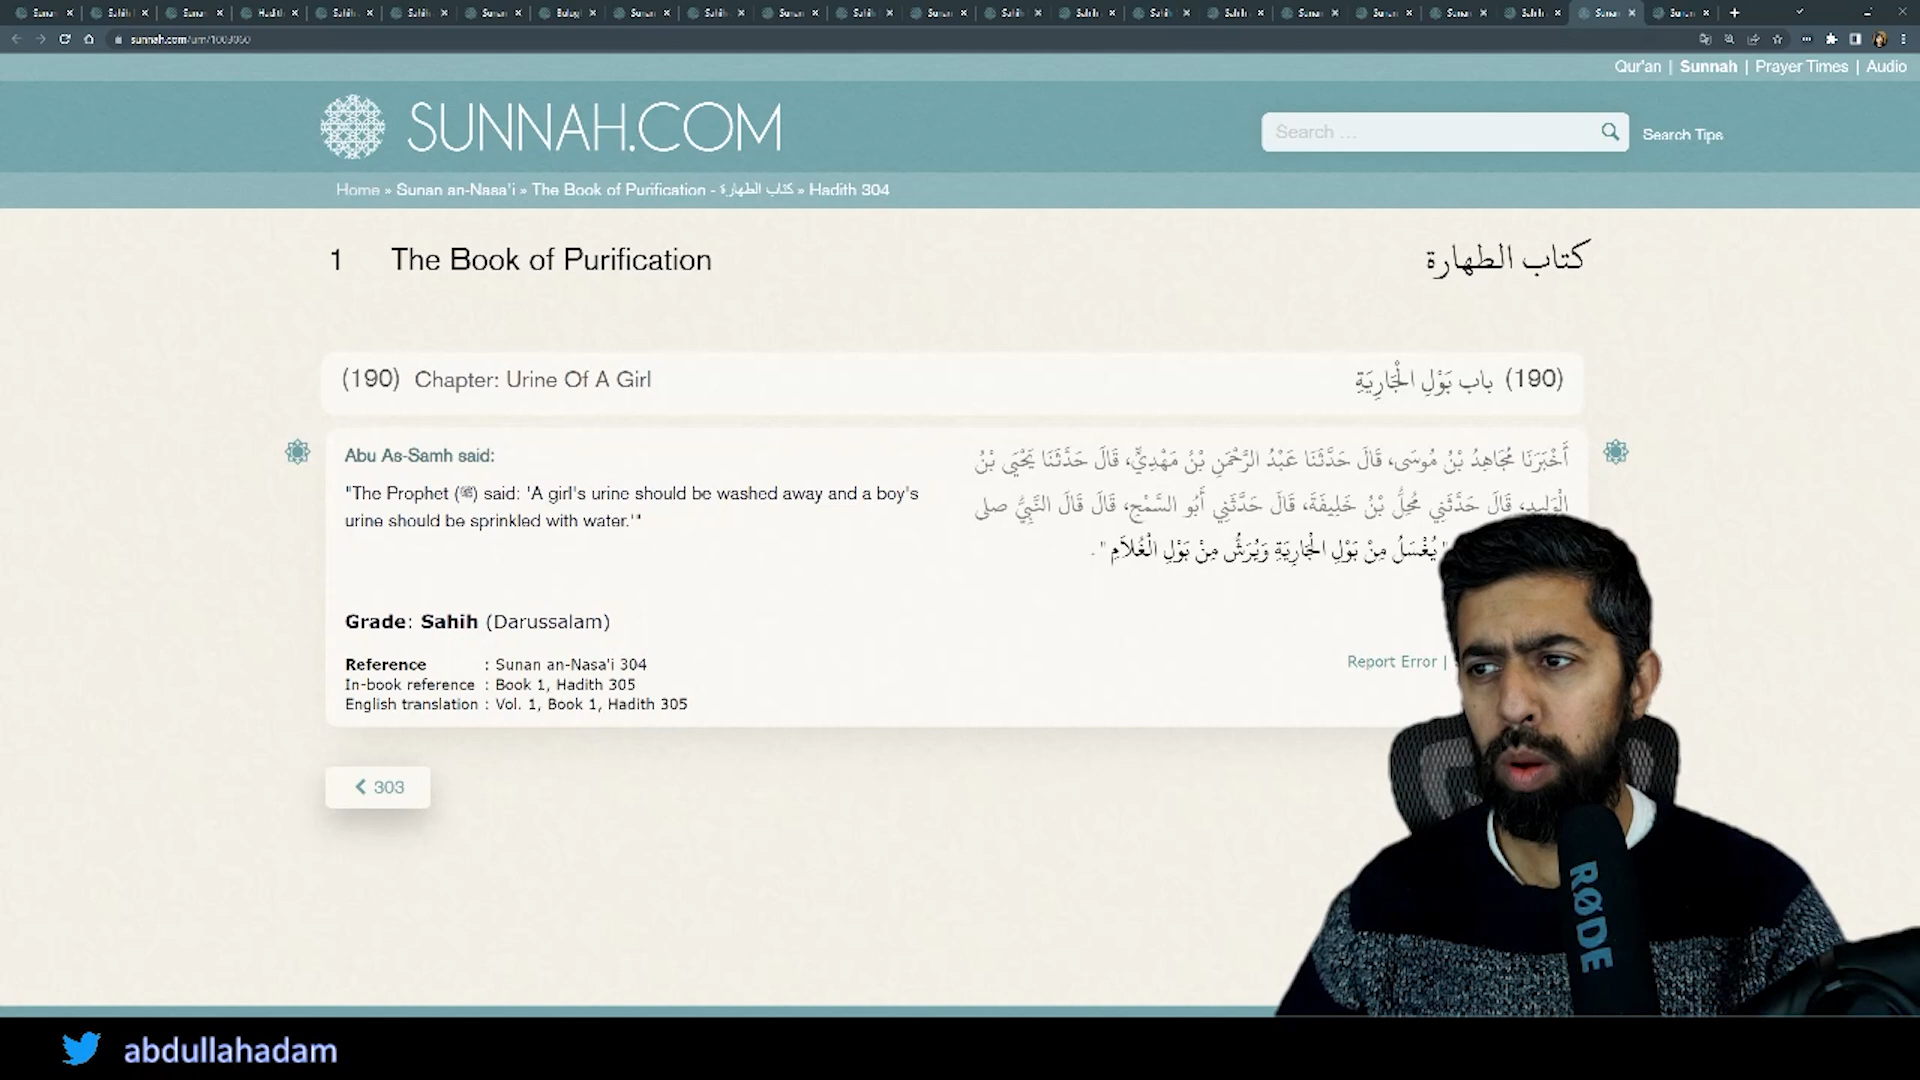 sunnah.com/urn/1003060
Qur'an | Sunnah | Prayer Times | Audio
SUNNAH.COM
Search ...
Search Tips
Home » Sunan an-Nasa'i » The Book of Purification - كتاب الطهارة » Hadith 304
1 The Book of Purification كتاب الطهارة
(190) Chapter: Urine Of A Girl
(190) باب بَوْلِ الْجَارِيَةِ
Abu As-Samh said:
"The Prophet (ﷺ) said: 'A girl's urine should be washed away and a boy's
urine should be sprinkled with water.'"
أَخْبَرَنَا مُجَاهِدُ بْنُ مُوسَى، قَالَ حَدَّثَنَا عَبْدُ الرَّحْمَنِ بْنُ مَهْدِيٍّ، قَالَ حَدَّثَنَا يَحْيَى بْنُ
الْوَلِيدِ، قَالَ حَدَّثَنِي مُحِلُّ بْنُ خَلِيفَةَ، قَالَ حَدَّثَنِي أَبُو السَّمْحِ، قَالَ قَالَ النَّبِيُّ صلى
" يُغْسَلُ مِنْ بَوْلِ الْجَارِيَةِ وَيُرَشُّ مِنْ بَوْلِ الْغُلاَمِ " .
Grade: Sahih (Darussalam)
Reference : Sunan an-Nasa'i 304
In-book reference : Book 1, Hadith 305
English translation : Vol. 1, Book 1, Hadith 305
Report Error |
303
RØDE
abdullahadam